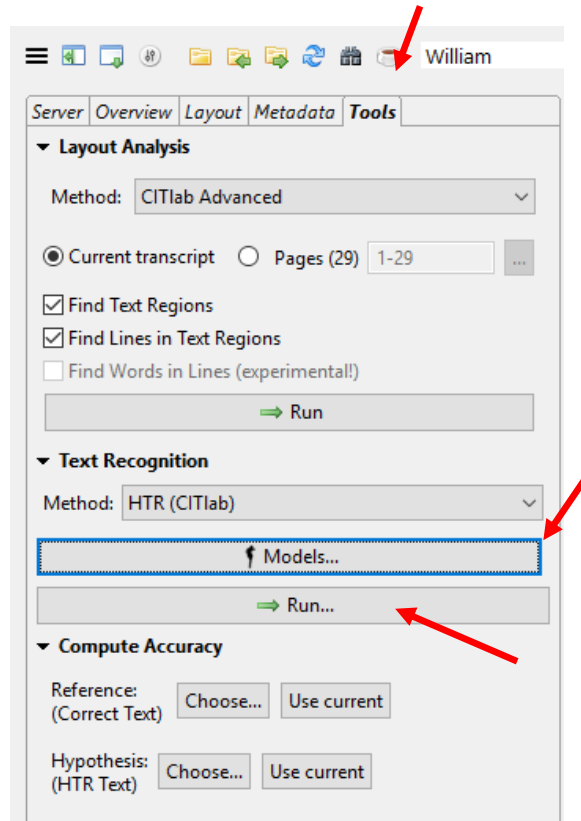 William
Server Overview Layout Metadata Tools
Layout Analysis
Method: CITlab Advanced
Current transcript Pages (29) 1-29 ...
Find Text Regions
Find Lines in Text Regions
Find Words in Lines (experimental!)
Run
Text Recognition
Method: HTR (CITlab)
Models...
Run...
Compute Accuracy
Reference:
(Correct Text) Choose... Use current
Hypothesis:
(HTR Text) Choose... Use current